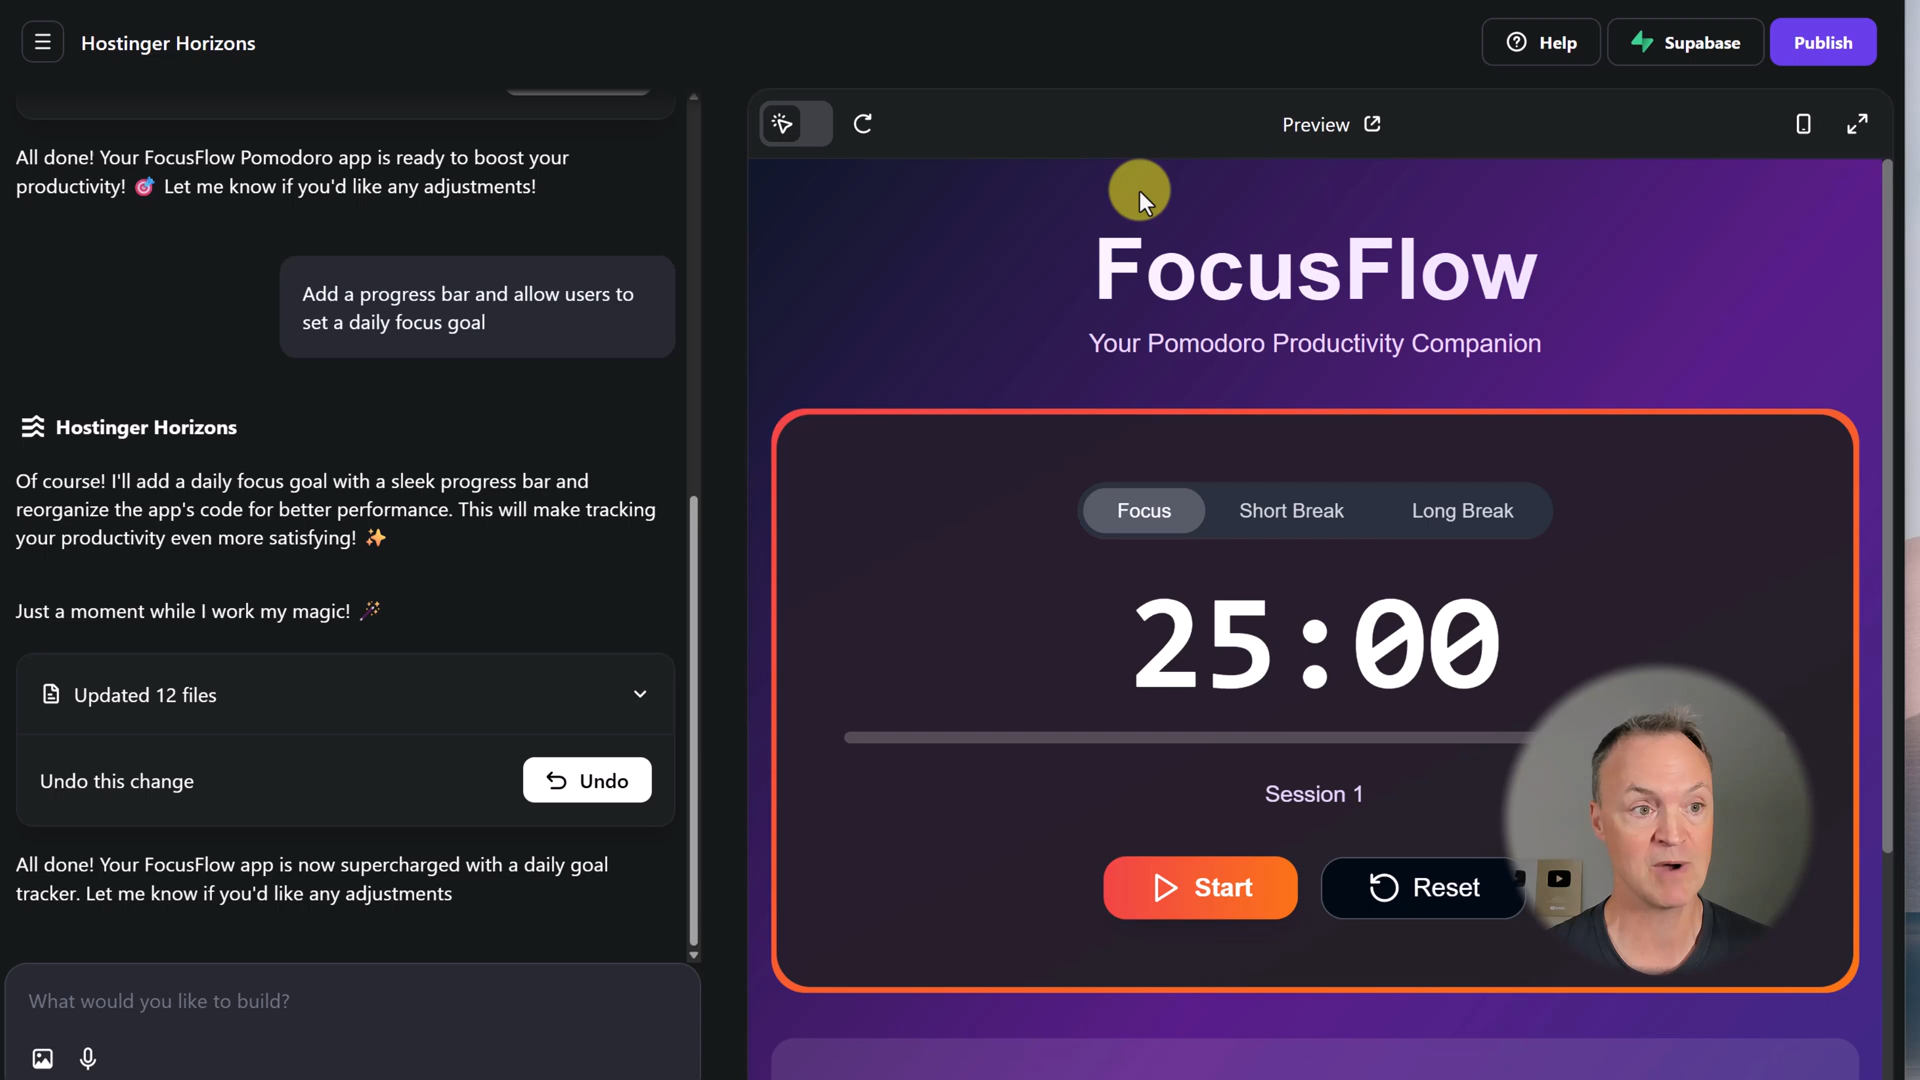 Hostinger Horizons
Help
Supabase
Publish
All done! Your FocusFlow Pomodoro app is ready to boost your
productivity! 🎯 Let me know if you'd like any adjustments!
Add a progress bar and allow users to
set a daily focus goal
Hostinger Horizons
Of course! I'll add a daily focus goal with a sleek progress bar and
reorganize the app's code for better performance. This will make tracking
your productivity even more satisfying! ✨
Just a moment while I work my magic! 🪄
Updated 12 files
Undo this change
Undo
All done! Your FocusFlow app is now supercharged with a daily goal
tracker. Let me know if you'd like any adjustments
What would you like to build?
Preview
FocusFlow
Your Pomodoro Productivity Companion
Focus
Short Break
Long Break
25:00
Session 1
Start
Reset